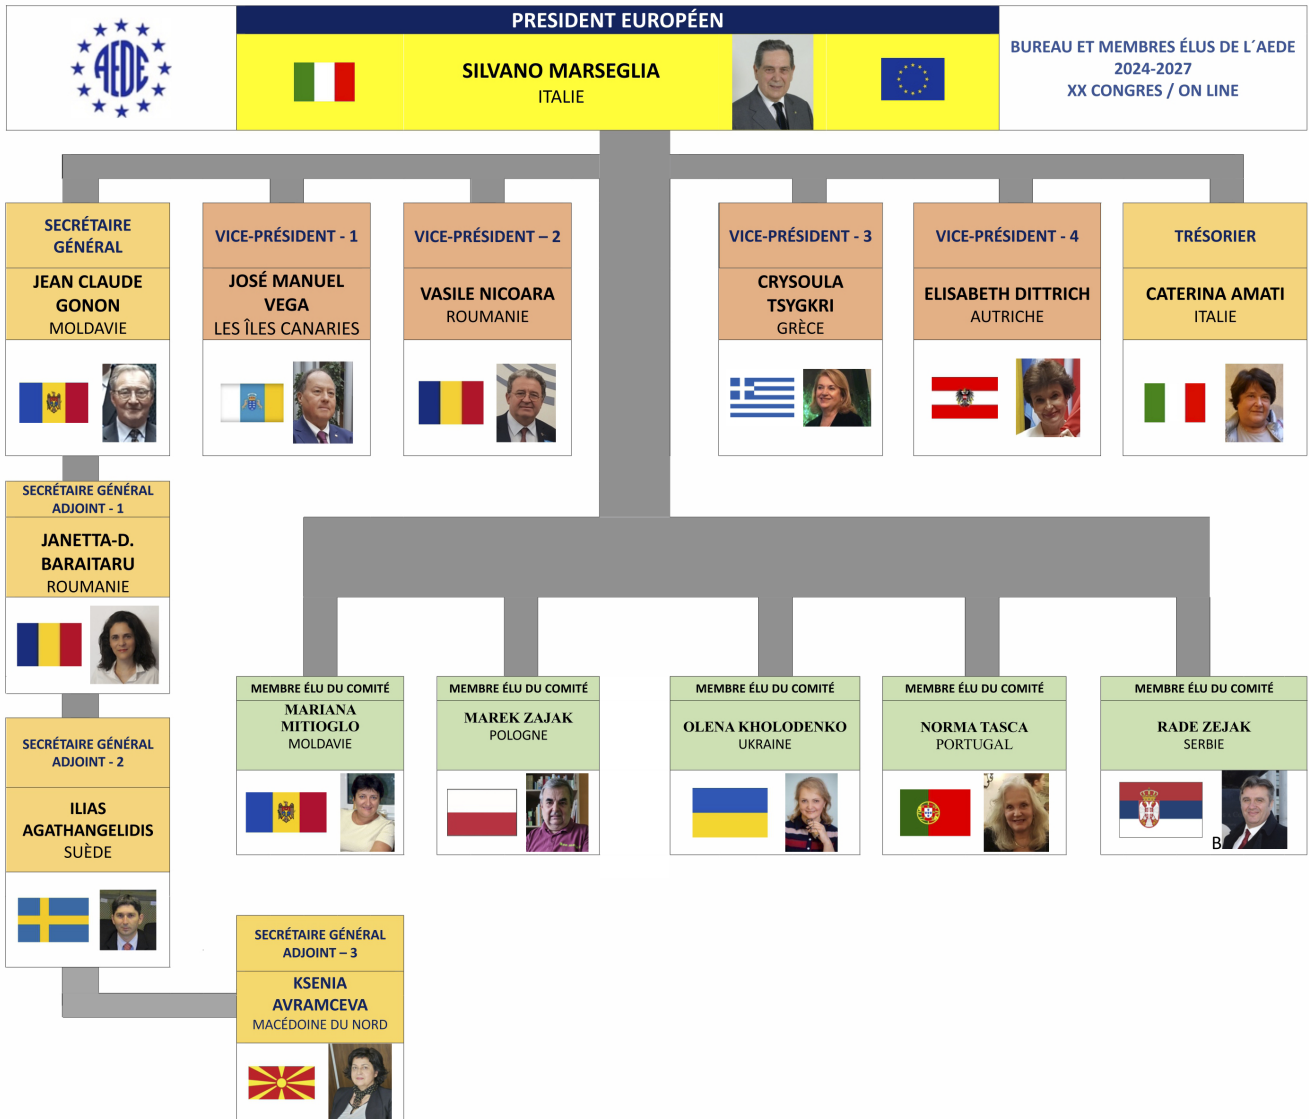 AEDE
PRESIDENT EUROPÉEN
SILVANO MARSEGLIA
ITALIE
BUREAU ET MEMBRES ÉLUS DE L´AEDE
2024-2027
XX CONGRES / ON LINE
SECRÉTAIRE
GÉNÉRAL
JEAN CLAUDE
GONON
MOLDAVIE
VICE-PRÉSIDENT - 1
JOSÉ MANUEL
VEGA
LES ÎLES CANARIES
VICE-PRÉSIDENT – 2
VASILE NICOARA
ROUMANIE
VICE-PRÉSIDENT - 3
CRYSOULA
TSYGKRI
GRÈCE
VICE-PRÉSIDENT - 4
ELISABETH DITTRICH
AUTRICHE
TRÉSORIER
CATERINA AMATI
ITALIE
SECRÉTAIRE GÉNÉRAL
ADJOINT - 1
JANETTA-D.
BARAITARU
ROUMANIE
SECRÉTAIRE GÉNÉRAL
ADJOINT - 2
ILIAS
AGATHANGELIDIS
SUÈDE
MEMBRE ÉLU DU COMITÉ
MARIANA
MITIOGLO
MOLDAVIE
MEMBRE ÉLU DU COMITÉ
MAREK ZAJAK
POLOGNE
MEMBRE ÉLU DU COMITÉ
OLENA KHOLODENKO
UKRAINE
MEMBRE ÉLU DU COMITÉ
NORMA TASCA
PORTUGAL
MEMBRE ÉLU DU COMITÉ
RADE ZEJAK
SERBIE
B
SECRÉTAIRE GÉNÉRAL
ADJOINT – 3
KSENIA
AVRAMCEVA
MACÉDOINE DU NORD